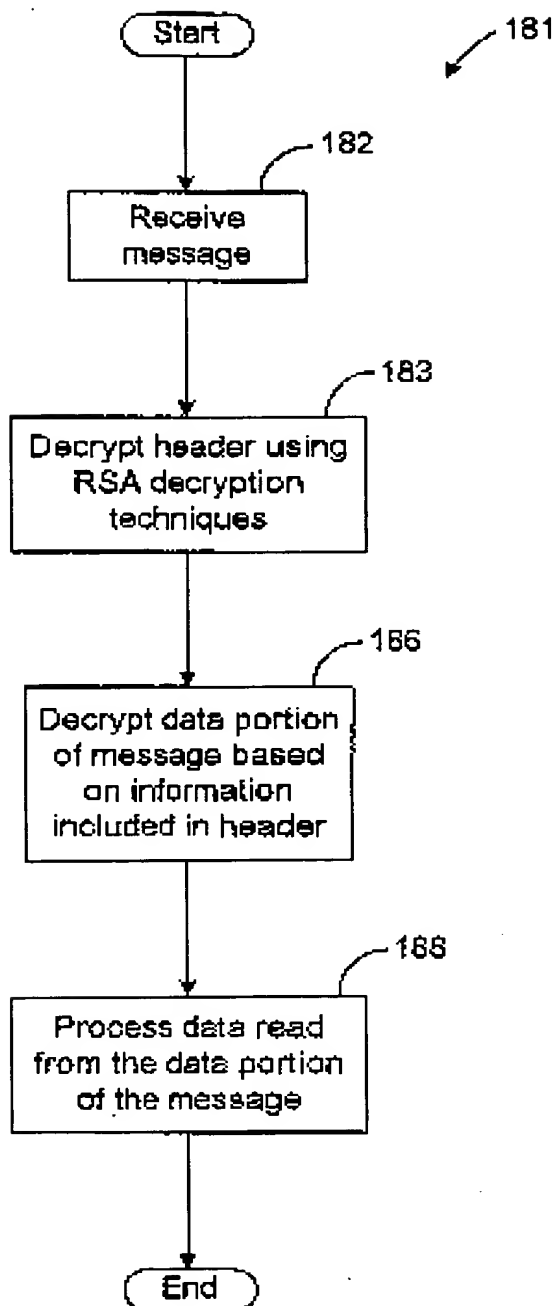 Start
181
182
Receive
message
183
Decrypt header using
RSA decryption
techniques
186
Decrypt data portion
of message based
on information
included in header
188
Process data read
from the data portion
of the message
End